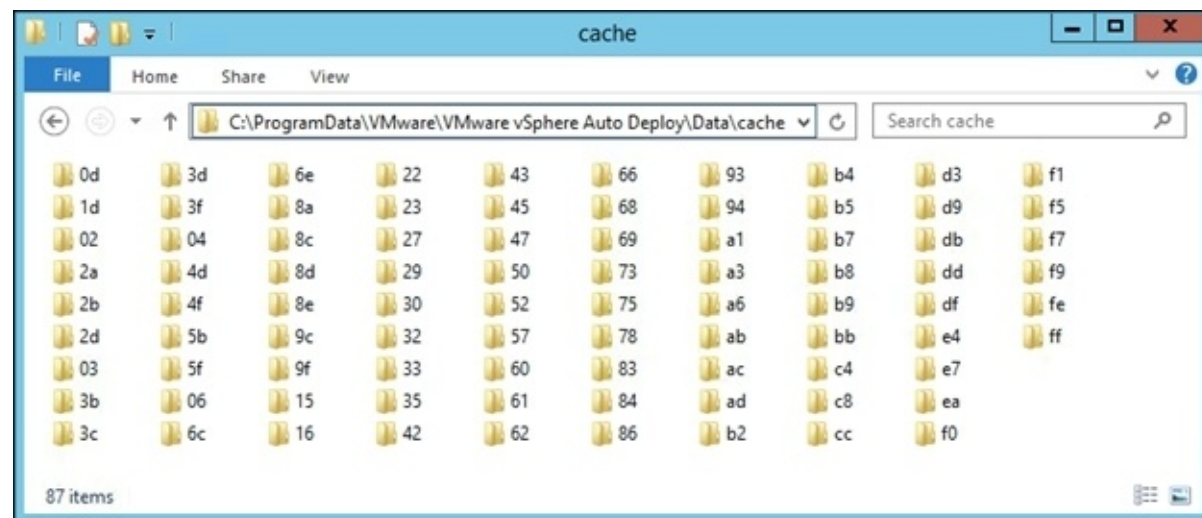 cache
File Home Share View
C:\ProgramData\VMware\VMware vSphere Auto Deploy\Data\cache Search cache
0d 3d 6e 22 43 66 93 b4 d3 f1
1d 3f 8a 23 45 68 94 b5 d9 f5
02 04 8c 27 47 69 a1 b7 db f7
2a 4d 8d 29 50 73 a3 b8 dd f9
2b 4f 8e 30 52 75 a6 b9 df fe
2d 5b 9c 32 57 78 ab bb e4 ff
03 5f 9f 33 60 83 ac c4 e7
3b 06 15 35 61 84 ad c8 ea
3c 6c 16 42 62 86 b2 cc f0
87 items